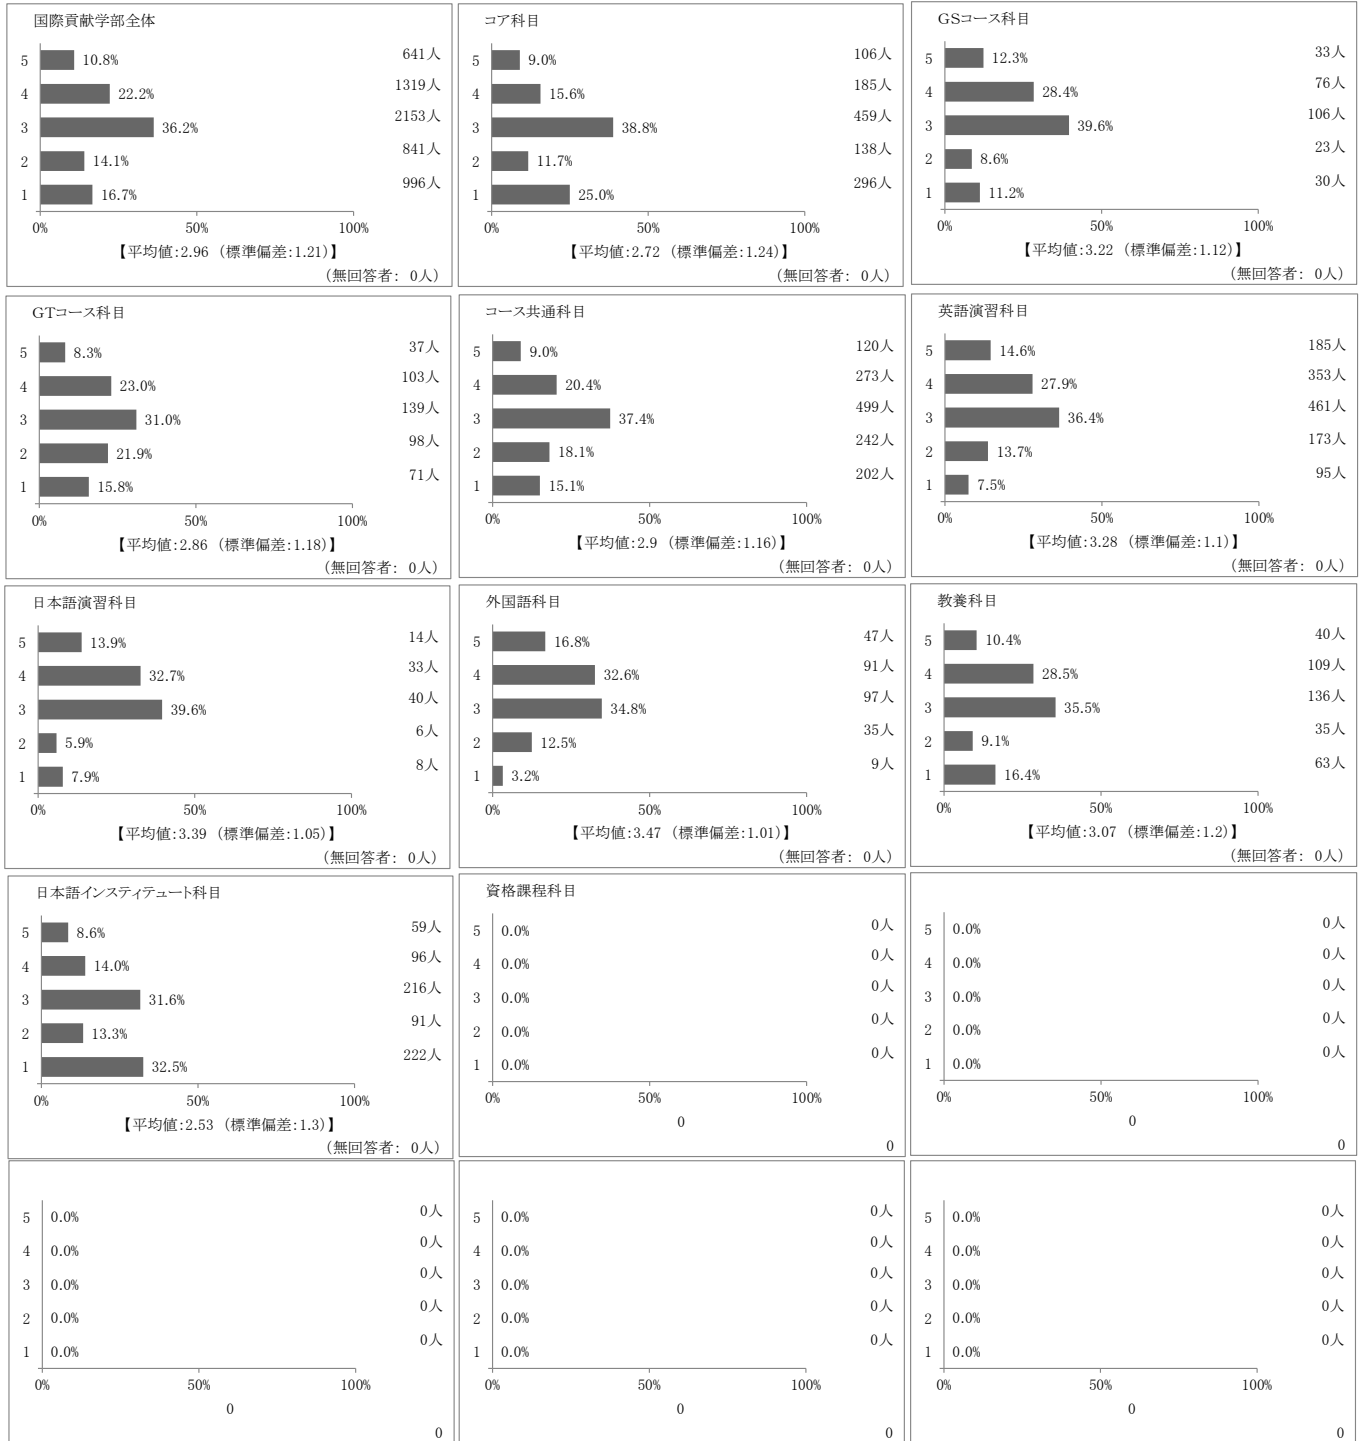 国際貢献学部全体
5 10.8% 641人
4 22.2% 1319人
3 36.2% 2153人
2 14.1% 841人
1 16.7% 996人
0% 50% 100%
【平均値:2.96 (標準偏差:1.21)】
(無回答者: 0人)
コア科目
5 9.0% 106人
4 15.6% 185人
3 38.8% 459人
2 11.7% 138人
1 25.0% 296人
0% 50% 100%
【平均値:2.72 (標準偏差:1.24)】
(無回答者: 0人)
GSコース科目
5 12.3% 33人
4 28.4% 76人
3 39.6% 106人
2 8.6% 23人
1 11.2% 30人
0% 50% 100%
【平均値:3.22 (標準偏差:1.12)】
(無回答者: 0人)
GTコース科目
5 8.3% 37人
4 23.0% 103人
3 31.0% 139人
2 21.9% 98人
1 15.8% 71人
0% 50% 100%
【平均値:2.86 (標準偏差:1.18)】
(無回答者: 0人)
コース共通科目
5 9.0% 120人
4 20.4% 273人
3 37.4% 499人
2 18.1% 242人
1 15.1% 202人
0% 50% 100%
【平均値:2.9 (標準偏差:1.16)】
(無回答者: 0人)
英語演習科目
5 14.6% 185人
4 27.9% 353人
3 36.4% 461人
2 13.7% 173人
1 7.5% 95人
0% 50% 100%
【平均値:3.28 (標準偏差:1.1)】
(無回答者: 0人)
日本語演習科目
5 13.9% 14人
4 32.7% 33人
3 39.6% 40人
2 5.9% 6人
1 7.9% 8人
0% 50% 100%
【平均値:3.39 (標準偏差:1.05)】
(無回答者: 0人)
外国語科目
5 16.8% 47人
4 32.6% 91人
3 34.8% 97人
2 12.5% 35人
1 3.2% 9人
0% 50% 100%
【平均値:3.47 (標準偏差:1.01)】
(無回答者: 0人)
教養科目
5 10.4% 40人
4 28.5% 109人
3 35.5% 136人
2 9.1% 35人
1 16.4% 63人
0% 50% 100%
【平均値:3.07 (標準偏差:1.2)】
(無回答者: 0人)
日本語インスティテュート科目
5 8.6% 59人
4 14.0% 96人
3 31.6% 216人
2 13.3% 91人
1 32.5% 222人
0% 50% 100%
【平均値:2.53 (標準偏差:1.3)】
(無回答者: 0人)
資格課程科目
5 0.0% 0人
4 0.0% 0人
3 0.0% 0人
2 0.0% 0人
1 0.0% 0人
0% 50% 100%
0
0
5 0.0% 0人
4 0.0% 0人
3 0.0% 0人
2 0.0% 0人
1 0.0% 0人
0% 50% 100%
0
0
5 0.0% 0人
4 0.0% 0人
3 0.0% 0人
2 0.0% 0人
1 0.0% 0人
0% 50% 100%
0
0
5 0.0% 0人
4 0.0% 0人
3 0.0% 0人
2 0.0% 0人
1 0.0% 0人
0% 50% 100%
0
0
5 0.0% 0人
4 0.0% 0人
3 0.0% 0人
2 0.0% 0人
1 0.0% 0人
0% 50% 100%
0
0